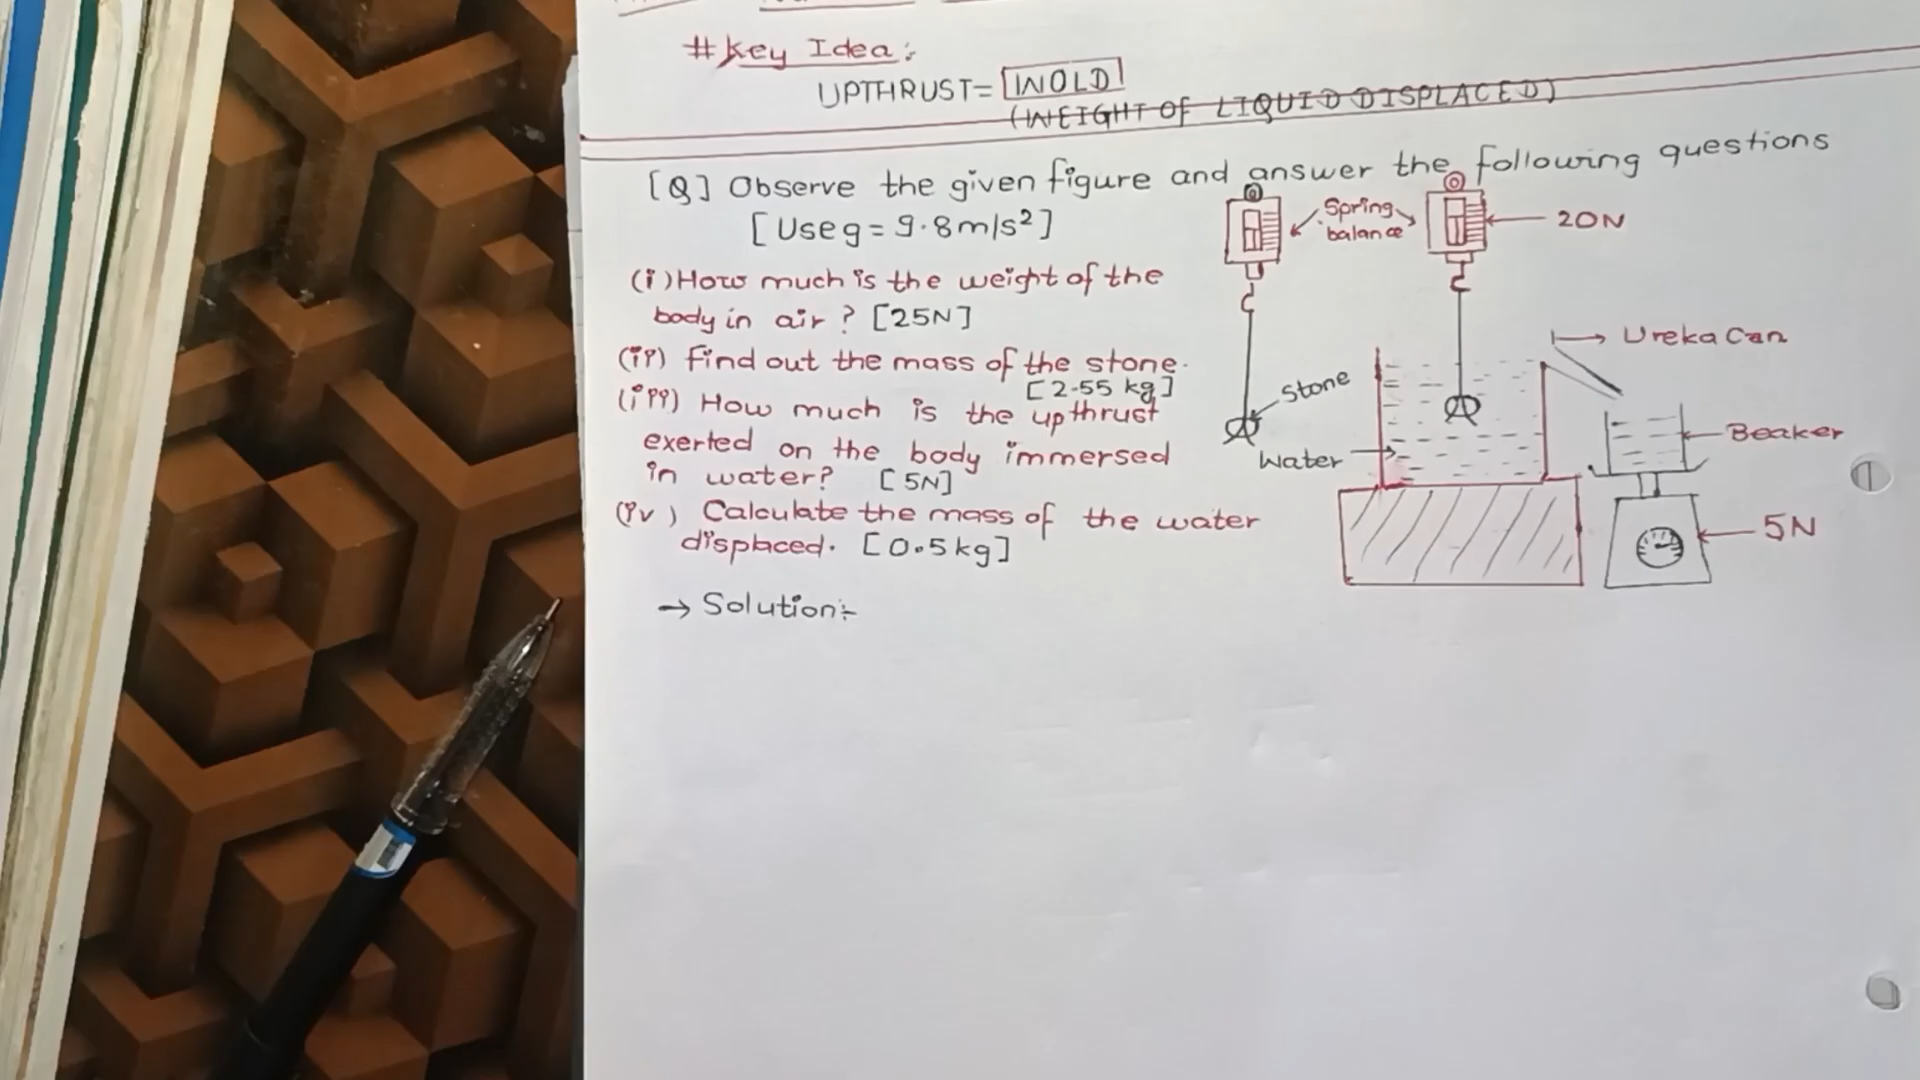 #Key Idea:
UPTHRUST= WOLD
(WEIGHT OF LIQUID DISPLACED)
[Q] Observe the given figure and answer the following questions
[Use g = 9.8m/s²]
(i) How much is the weight of the
body in air? [25N]
(ii) Find out the mass of the stone.
[2.55 kg]
(iii) How much is the upthrust
exerted on the body immersed
in water? [5N]
(iv) Calculate the mass of the water
displaced. [0.5kg]
→ Solution:-
Spring
balance
20N
Ureka Can
Stone
Beaker
Water
5N
1